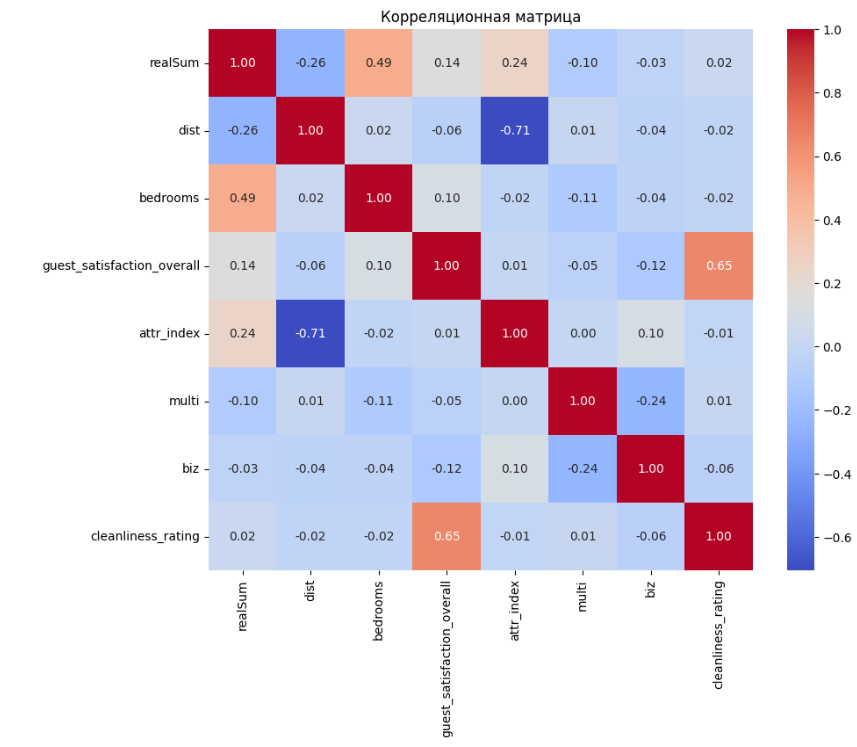 Корреляционная матрица
realSum 1.00 -0.26 0.49 0.14 0.24 -0.10 -0.03 0.02
dist -0.26 1.00 0.02 -0.06 -0.71 0.01 -0.04 -0.02
bedrooms 0.49 0.02 1.00 0.10 -0.02 -0.11 -0.04 -0.02
guest_satisfaction_overall 0.14 -0.06 0.10 1.00 0.01 -0.05 -0.12 0.65
attr_index 0.24 -0.71 -0.02 0.01 1.00 0.00 0.10 -0.01
multi -0.10 0.01 -0.11 -0.05 0.00 1.00 -0.24 0.01
biz -0.03 -0.04 -0.04 -0.12 0.10 -0.24 1.00 -0.06
cleanliness_rating 0.02 -0.02 -0.02 0.65 -0.01 0.01 -0.06 1.00
realSum
dist
bedrooms
guest_satisfaction_overall
attr_index
multi
biz
cleanliness_rating
1.0
0.8
0.6
0.4
0.2
0.0
−0.2
−0.4
−0.6